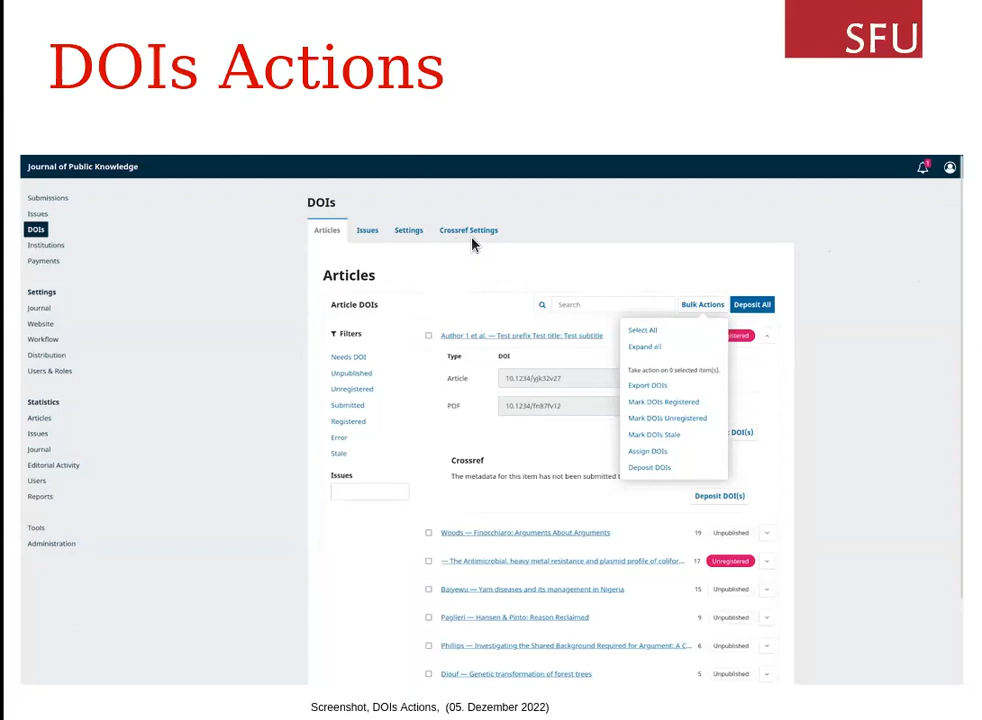 DOIs Actions
SFU
Journal of Public Knowledge
1
Submissions
Issues
DOIs
Institutions
Payments
Settings
Journal
Website
Workflow
Distribution
Users & Roles
Statistics
Articles
Issues
Journal
Editorial Activity
Users
Reports
Tools
Administration
DOIs
Articles Issues Settings Crossref Settings
Articles
Article DOIs Search Bulk Actions Deposit All
Filters
Needs DOI
Unpublished
Unregistered
Submitted
Registered
Error
Stale
Issues
Author 1 et al. — Test prefix Test title: Test subtitle
Type DOI
Article 10.1234/yjk32v27
PDF 10.1234/fn87fv12
DOI(s)
Crossref
The metadata for this item has not been submitted
Deposit DOI(s)
Select All
Expand all
Take action on 0 selected item(s).
Export DOIs
Mark DOIs Registered
Mark DOIs Unregistered
Mark DOIs Stale
Assign DOIs
Deposit DOIs
Woods — Finocchiaro: Arguments About Arguments 19 Unpublished
— The Antimicrobial, heavy metal resistance and plasmid profile of colifor... 17 Unregistered
Baiyewu — Yam diseases and its management in Nigeria 15 Unpublished
Paglieri — Hansen & Pinto: Reason Reclaimed 9 Unpublished
Phillips — Investigating the Shared Background Required for Argument: A C... 6 Unpublished
Diouf — Genetic transformation of forest trees 5 Unpublished
Screenshot, DOIs Actions, (05. Dezember 2022)